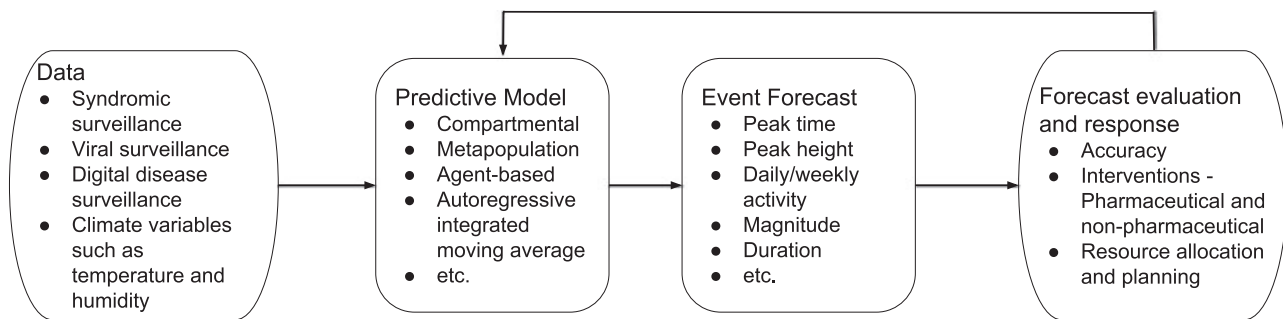 Data
● Syndromic
surveillance
● Viral surveillance
● Digital disease
surveillance
● Climate variables
such as
temperature and
humidity
Predictive Model
● Compartmental
● Metapopulation
● Agent-based
● Autoregressive
integrated
moving average
● etc.
Event Forecast
● Peak time
● Peak height
● Daily/weekly
activity
● Magnitude
● Duration
● etc.
Forecast evaluation
and response
● Accuracy
● Interventions -
Pharmaceutical and
non-pharmaceutical
● Resource allocation
and planning